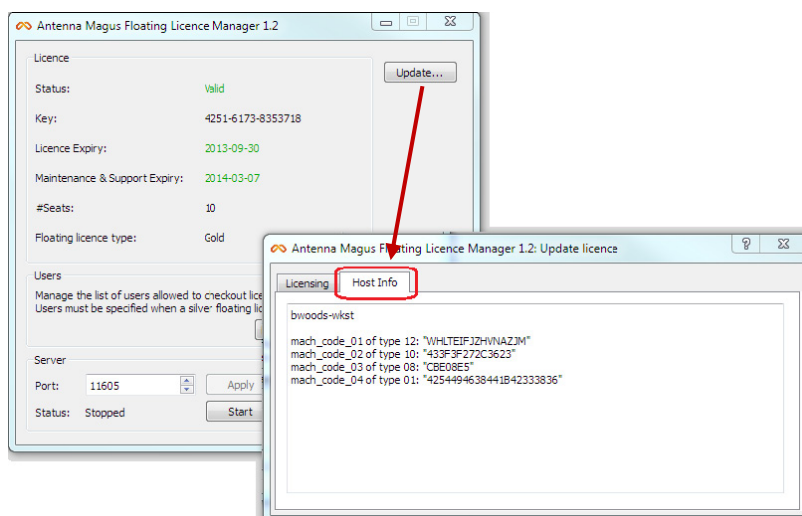 Antenna Magus Floating Licence Manager 1.2
Licence
Update...
Status: Valid
Key: 4251-6173-8353718
Licence Expiry: 2013-09-30
Maintenance & Support Expiry: 2014-03-07
#Seats: 10
Floating licence type: Gold
Users
Manage the list of users allowed to checkout
Users must be specified when a silver floating
Server
Port: 11605 Apply
Status: Stopped Start
Antenna Magus Floating Licence Manager 1.2: Update licence
Licensing Host Info
bwoods-wkst
mach_code_01 of type 12: "WHLTEIFJZHVNAZJM"
mach_code_02 of type 10: "433F3F272C3623"
mach_code_03 of type 08: "CBE08E5"
mach_code_04 of type 01: "4254494638441B42333836"